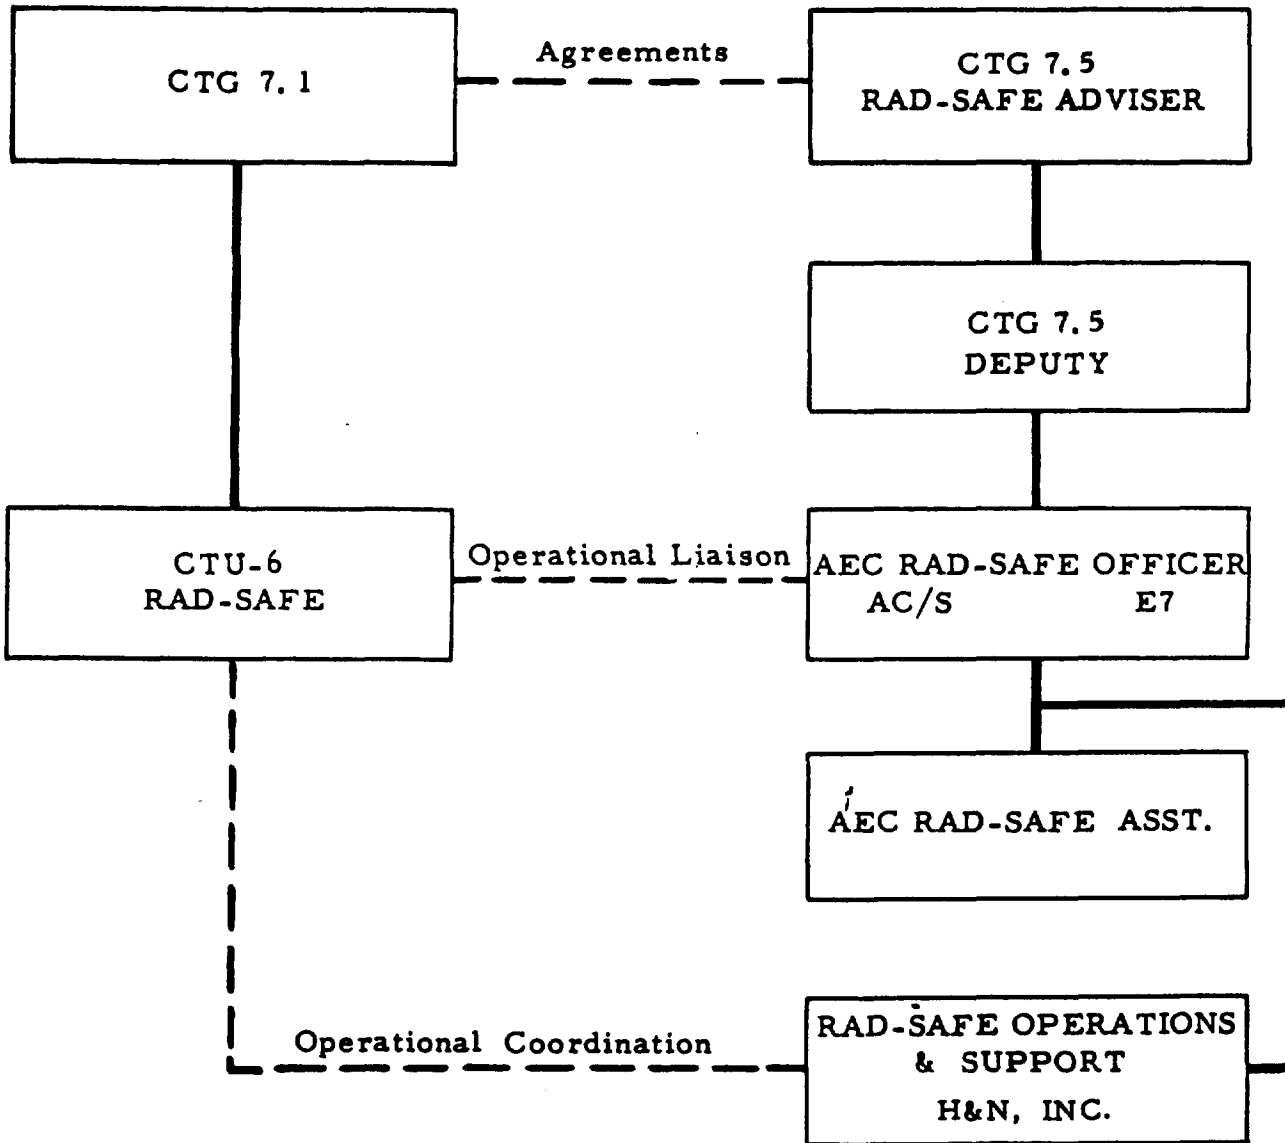 CTG 7.1
Agreements
CTG 7.5
RAD-SAFE ADVISER
CTG 7.5
DEPUTY
CTU-6
RAD-SAFE
Operational Liaison
AEC RAD-SAFE OFFICER
AC/S E7
AEC RAD-SAFE ASST.
Operational Coordination
RAD-SAFE OPERATIONS
& SUPPORT
H&N, INC.